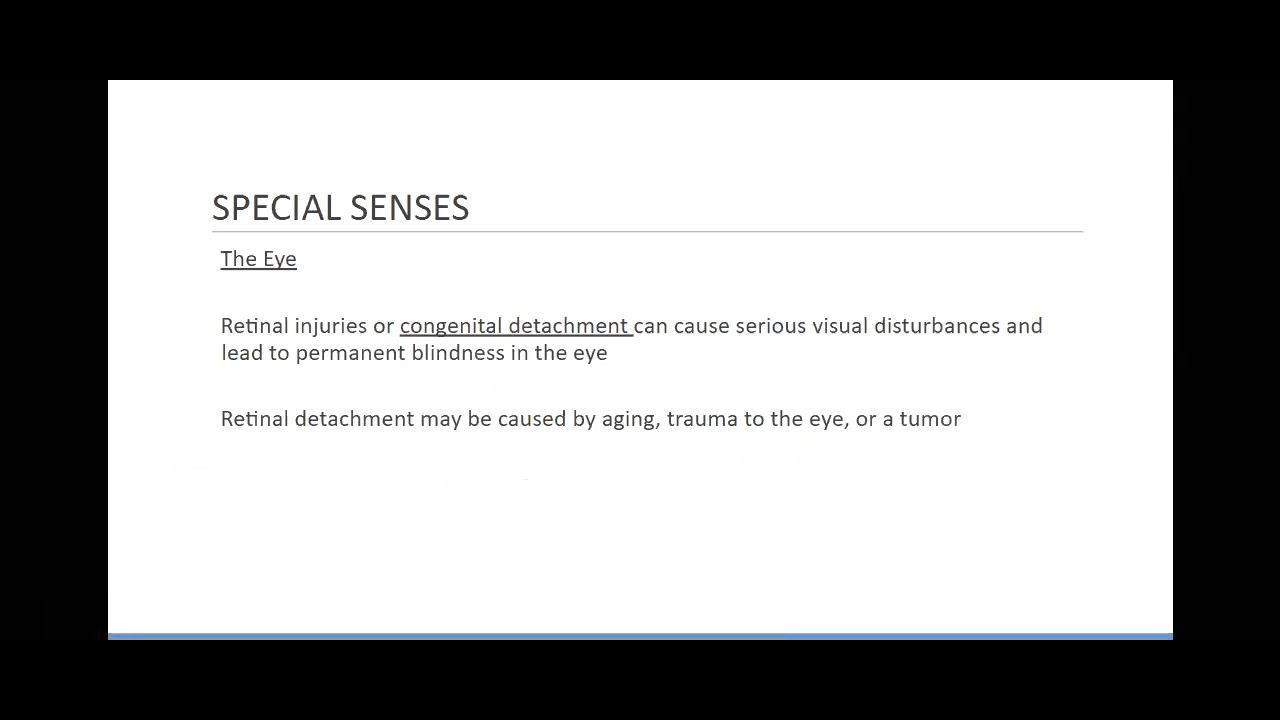 SPECIAL SENSES
The Eye
Retinal injuries or congenital detachment can cause serious visual disturbances and
lead to permanent blindness in the eye
Retinal detachment may be caused by aging, trauma to the eye, or a tumor